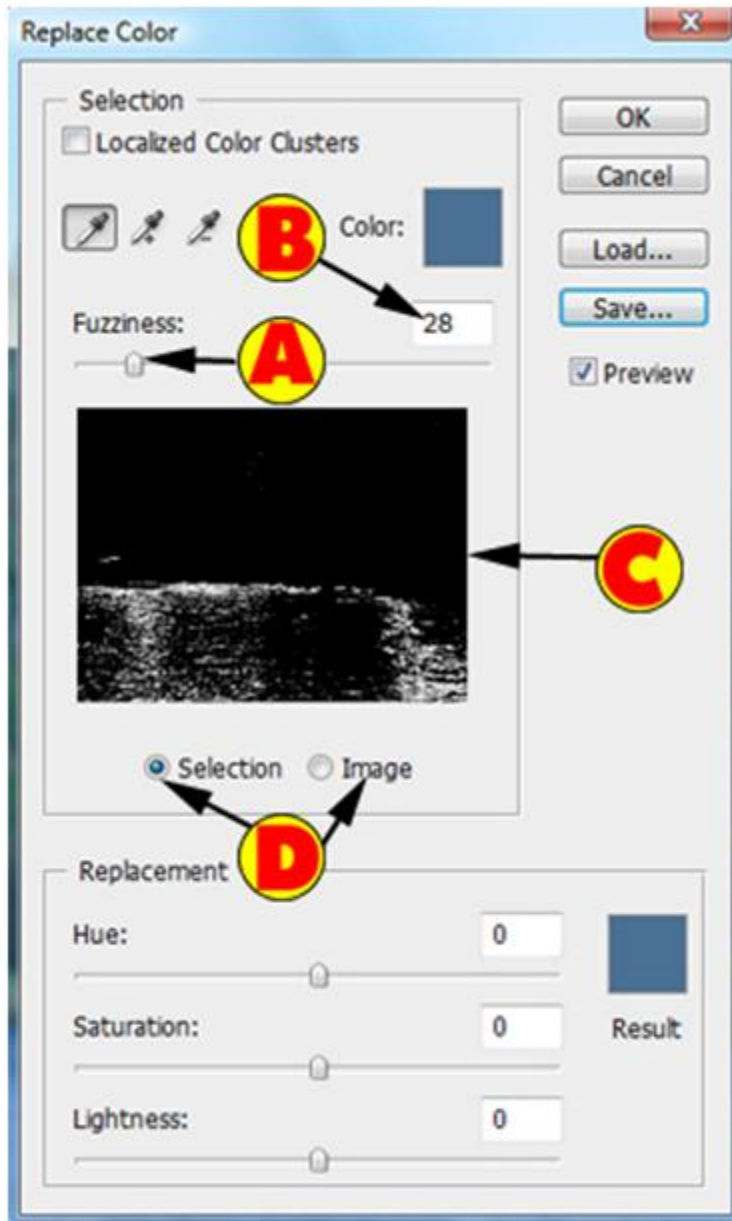 Replace Color
Selection
Localized Color Clusters
OK
Cancel
B
Color:
Load...
Fuzziness:
28
Save...
A
Preview
C
Selection Image
D
Replacement
Hue:
0
Saturation:
0
Result
Lightness:
0